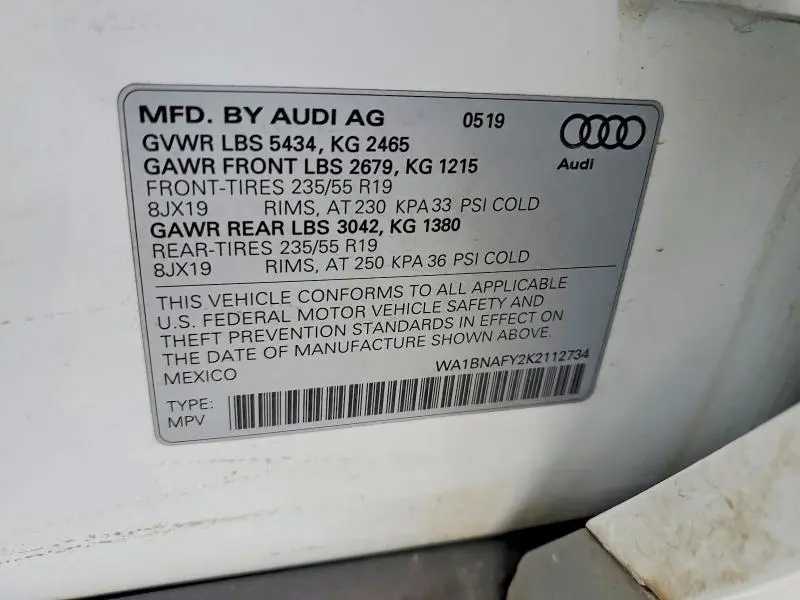 MFD. BY AUDI AG 0519
GVWR LBS 5434, KG 2465
GAWR FRONT LBS 2679, KG 1215
Audi
FRONT-TIRES 235/55 R19
8JX19 RIMS, AT 230 KPA 33 PSI COLD
GAWR REAR LBS 3042, KG 1380
REAR-TIRES 235/55 R19
8JX19 RIMS, AT 250 KPA 36 PSI COLD
THIS VEHICLE CONFORMS TO ALL APPLICABLE
U.S. FEDERAL MOTOR VEHICLE SAFETY AND
THEFT PREVENTION STANDARDS IN EFFECT ON
THE DATE OF MANUFACTURE SHOWN ABOVE.
MEXICO WA1BNAFY2K2112734
TYPE:
MPV